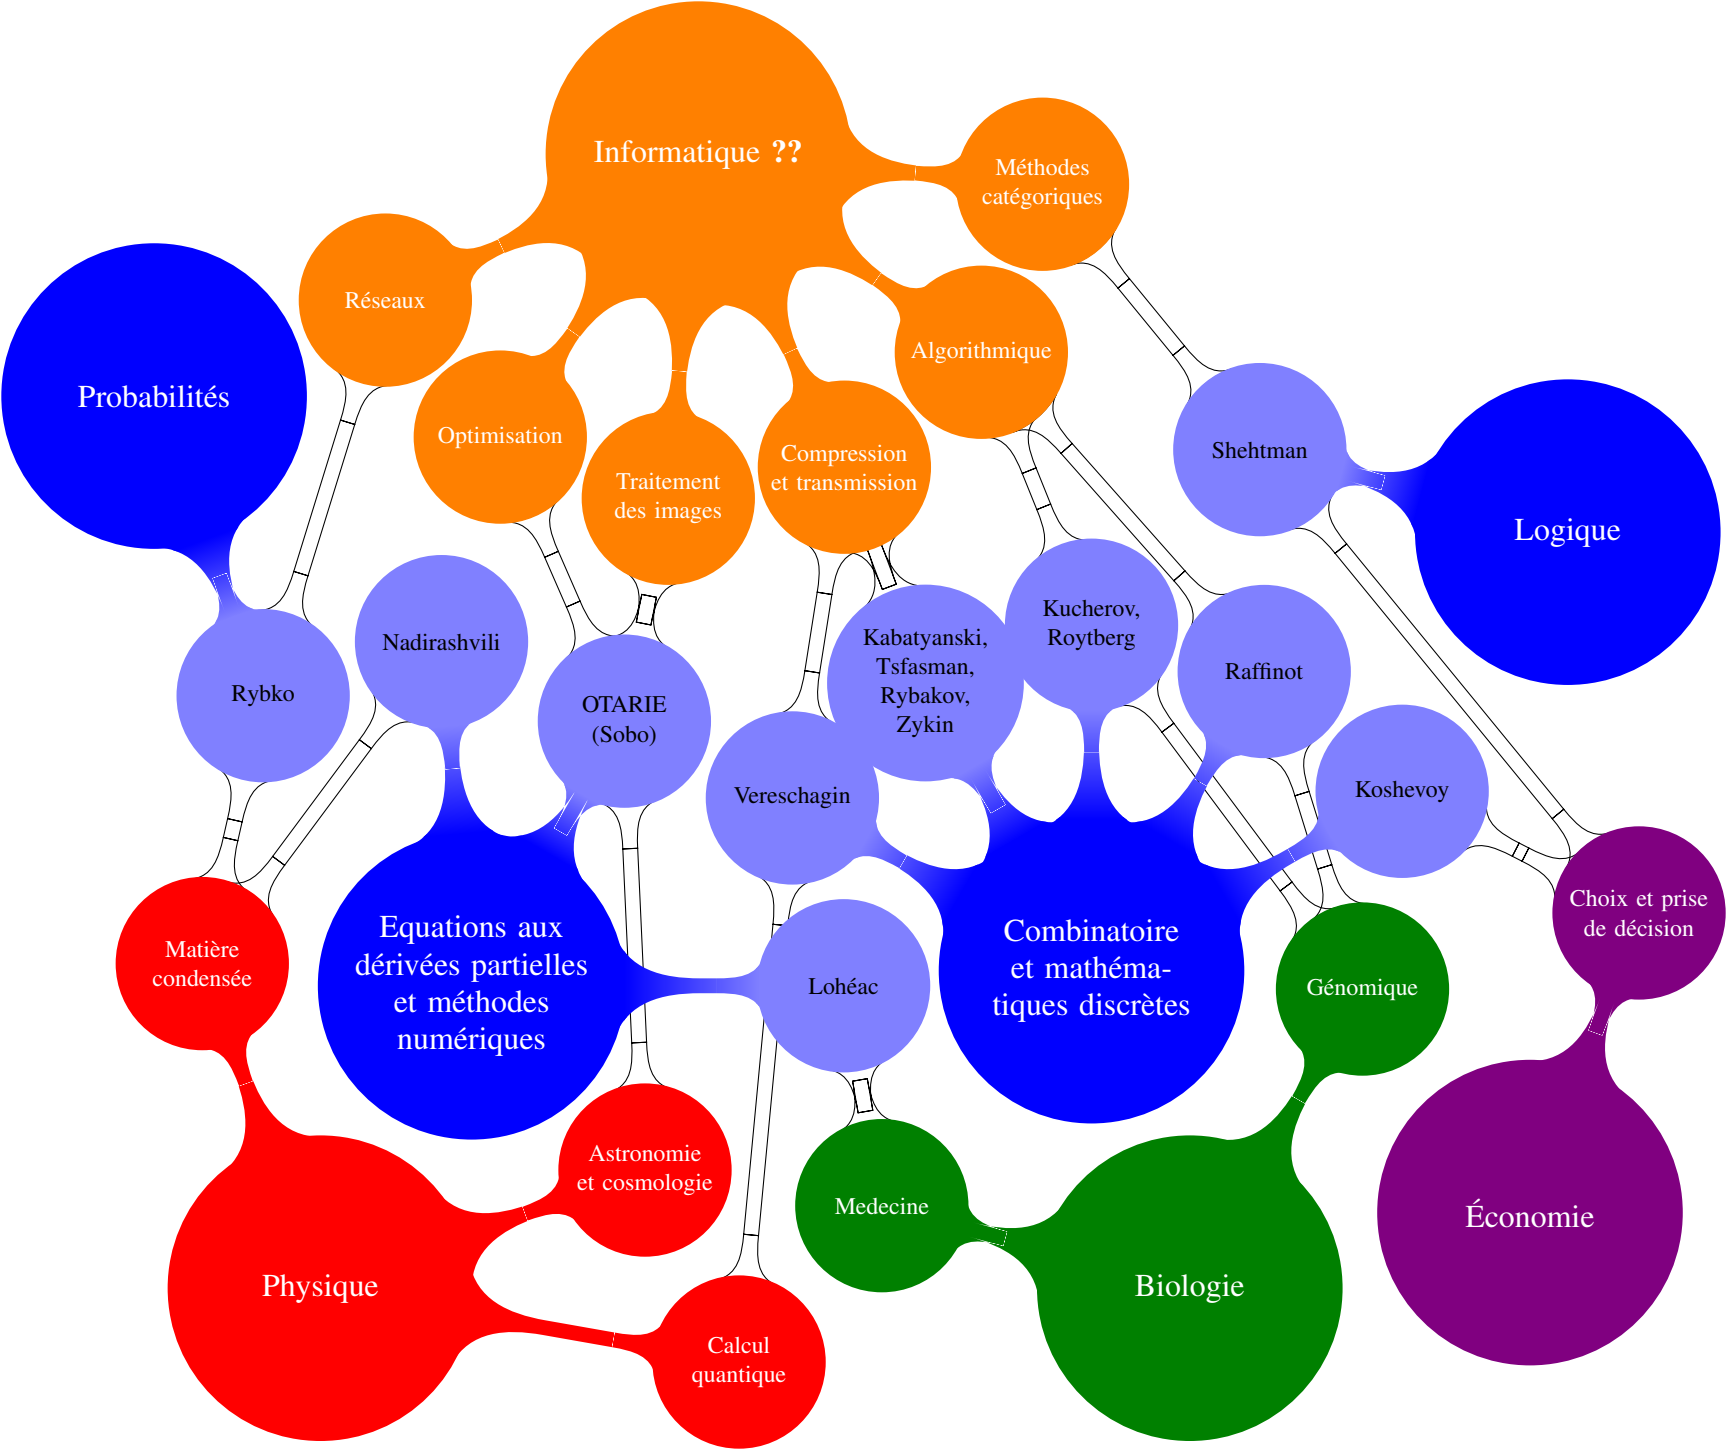 Informatique ??
Méthodes
catégoriques
Réseaux
Algorithmique
Probabilités
Optimisation
Traitement
des images
Compression
et transmission
Shehtman
Logique
Rybko
Nadirashvili
OTARIE
(Sobo)
Kabatyanski,
Tsfasman,
Rybakov,
Zykin
Kucherov,
Roytberg
Raffinot
Vereschagin
Koshevoy
Choix et prise
de décision
Matière
condensée
Equations aux
dérivées partielles
et méthodes
numériques
Lohéac
Combinatoire
et mathéma-
tiques discrètes
Génomique
Astronomie
et cosmologie
Medecine
Économie
Physique
Biologie
Calcul
quantique